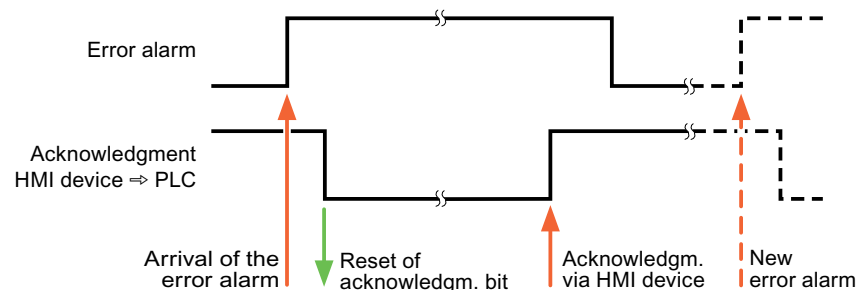 Error alarm
Acknowledgment
HMI device ⇨ PLC
Arrival of the
error alarm
Reset of
acknowledgm. bit
Acknowledgm.
via HMI device
New
error alarm